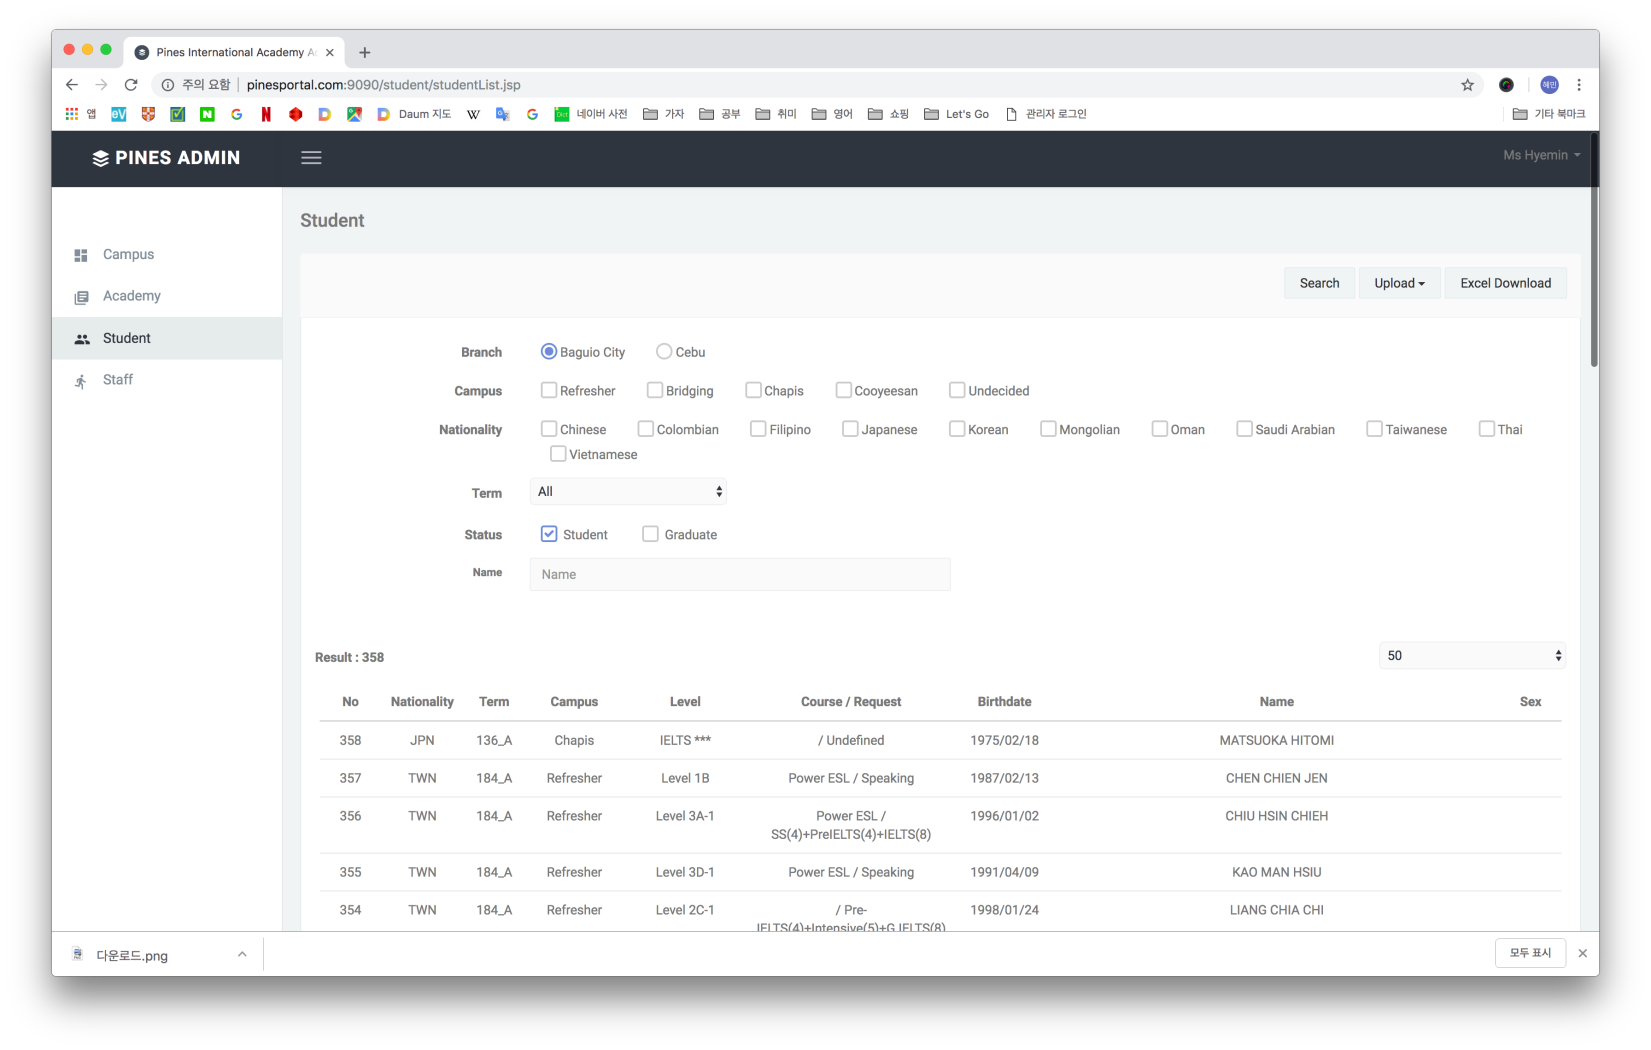 Pines International Academy A
주의 요함 pinesportal.com:9090/student/studentList.jsp
혜민
앱 eV N G N D Daum 지도 W G Dict 네이버 사전 가자 공부 취미 영어 쇼핑 Let's Go 관리자 로그인 기타 북마크
PINES ADMIN
Ms Hyemin
Campus
Academy
Student
Staff
Student
Search Upload Excel Download
Branch Baguio City Cebu
Campus Refresher Bridging Chapis Cooyeesan Undecided
Nationality Chinese Colombian Filipino Japanese Korean Mongolian Oman Saudi Arabian Taiwanese Thai
Vietnamese
Term All
Status Student Graduate
Name Name
Result : 358 50
No Nationality Term Campus Level Course / Request Birthdate Name Sex
358 JPN 136_A Chapis IELTS *** / Undefined 1975/02/18 MATSUOKA HITOMI
357 TWN 184_A Refresher Level 1B Power ESL / Speaking 1987/02/13 CHEN CHIEN JEN
356 TWN 184_A Refresher Level 3A-1 Power ESL / 1996/01/02 CHIU HSIN CHIEH
SS(4)+PreIELTS(4)+IELTS(8)
355 TWN 184_A Refresher Level 3D-1 Power ESL / Speaking 1991/04/09 KAO MAN HSIU
354 TWN 184_A Refresher Level 2C-1 / Pre- 1998/01/24 LIANG CHIA CHI
IELTS(4)+Intensive(5)+G.IELTS(8)
다운로드.png 모두 표시